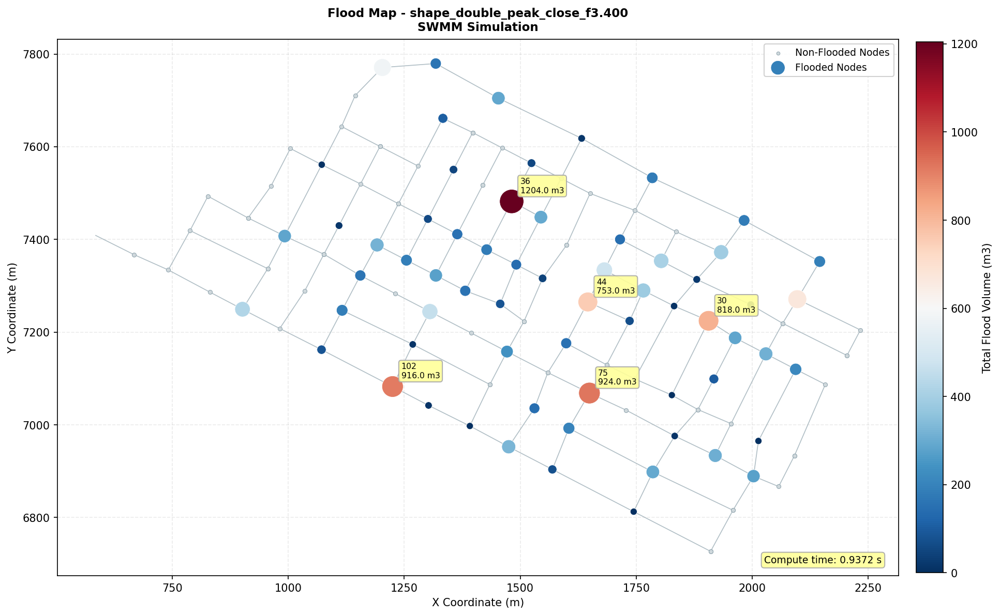 Flood Map - shape_double_peak_close_f3.400
SWMM Simulation
Non-Flooded Nodes
Flooded Nodes
36
1204.0 m3
44
753.0 m3
30
818.0 m3
102
916.0 m3
75
924.0 m3
Compute time: 0.9372 s
7800
7600
7400
7200
7000
6800
Y Coordinate (m)
750
1000
1250
1500
1750
2000
2250
X Coordinate (m)
1200
1000
800
600
400
200
0
Total Flood Volume (m3)